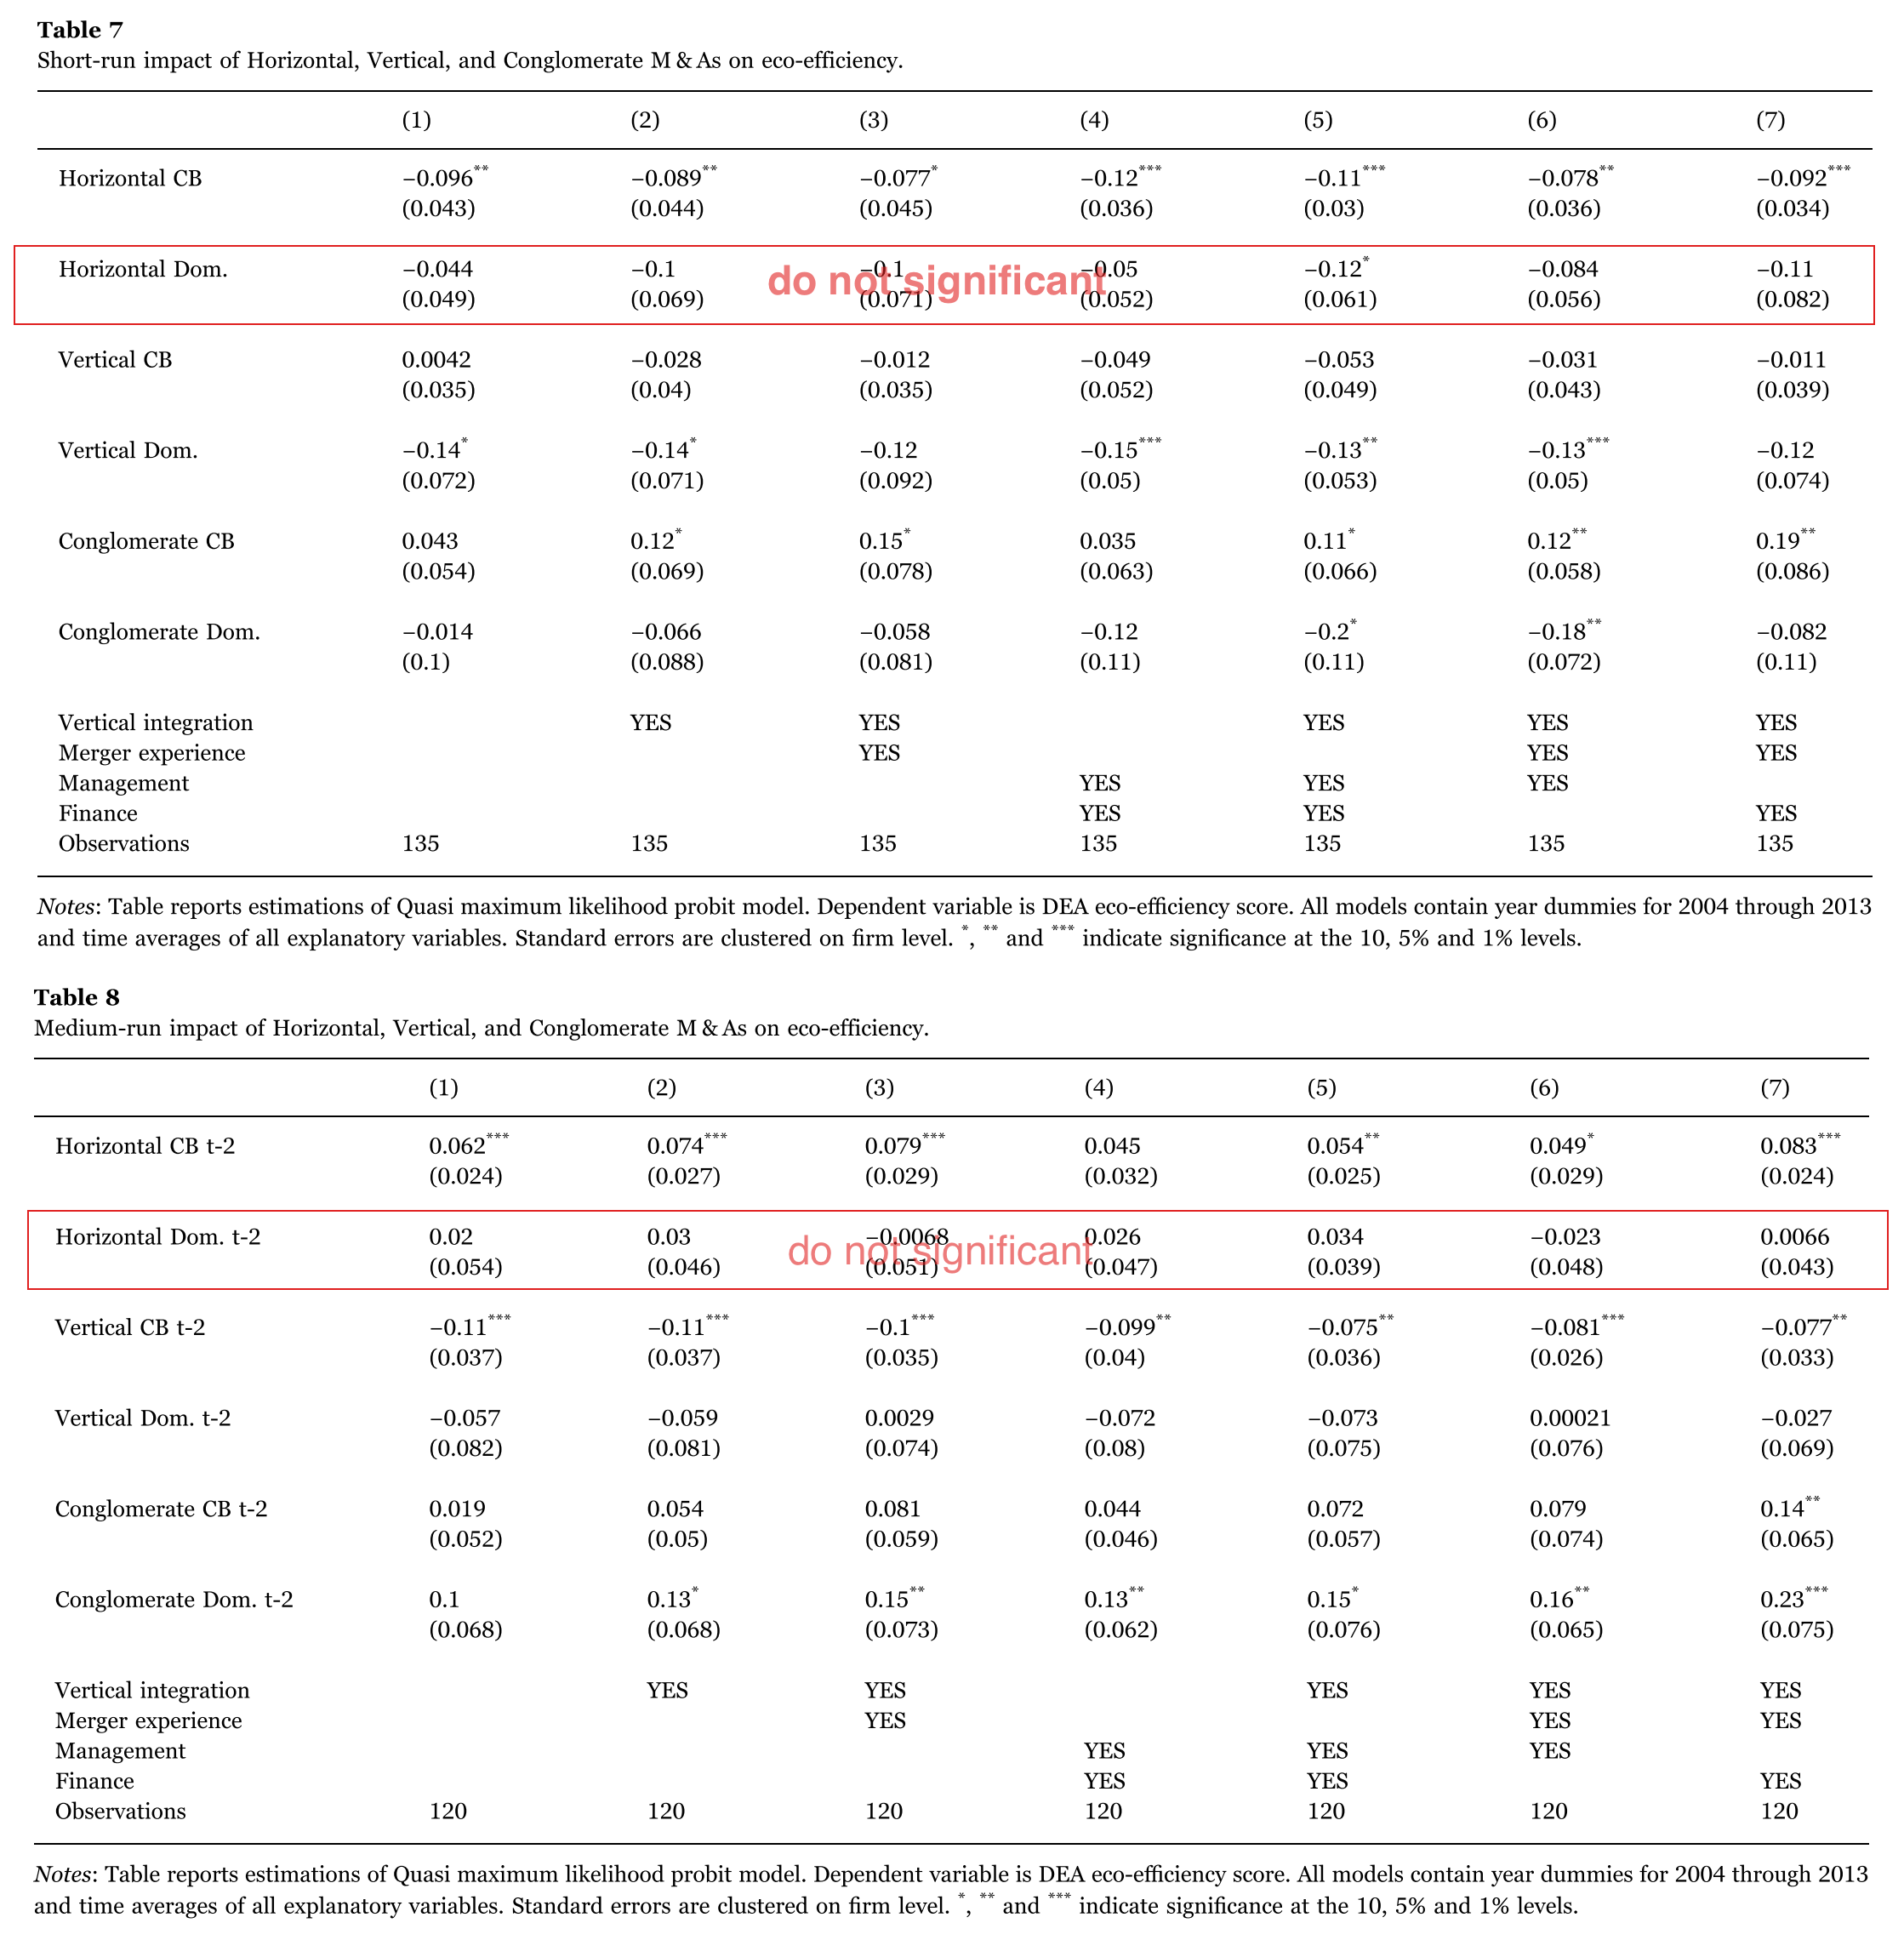 Table 7
Short-run impact of Horizontal, Vertical, and Conglomerate M & As on eco-efficiency.
(1) (2) (3) (4) (5) (6) (7)
Horizontal CB −0.096** −0.089** −0.077* −0.12*** −0.11*** −0.078** −0.092***
(0.043) (0.044) (0.045) (0.036) (0.03) (0.036) (0.034)
Horizontal Dom. −0.044 −0.1 −0.1 −0.05 −0.12* −0.084 −0.11
do not significant
(0.049) (0.069) (0.071) (0.052) (0.061) (0.056) (0.082)
Vertical CB 0.0042 −0.028 −0.012 −0.049 −0.053 −0.031 −0.011
(0.035) (0.04) (0.035) (0.052) (0.049) (0.043) (0.039)
Vertical Dom. −0.14* −0.14* −0.12 −0.15*** −0.13** −0.13*** −0.12
(0.072) (0.071) (0.092) (0.05) (0.053) (0.05) (0.074)
Conglomerate CB 0.043 0.12* 0.15* 0.035 0.11* 0.12** 0.19**
(0.054) (0.069) (0.078) (0.063) (0.066) (0.058) (0.086)
Conglomerate Dom. −0.014 −0.066 −0.058 −0.12 −0.2* −0.18** −0.082
(0.1) (0.088) (0.081) (0.11) (0.11) (0.072) (0.11)
Vertical integration YES YES YES YES YES
Merger experience YES YES YES
Management YES YES YES
Finance YES YES YES
Observations 135 135 135 135 135 135 135
Notes: Table reports estimations of Quasi maximum likelihood probit model. Dependent variable is DEA eco-efficiency score. All models contain year dummies for 2004 through 2013
and time averages of all explanatory variables. Standard errors are clustered on firm level. *, ** and *** indicate significance at the 10, 5% and 1% levels.
Table 8
Medium-run impact of Horizontal, Vertical, and Conglomerate M & As on eco-efficiency.
(1) (2) (3) (4) (5) (6) (7)
Horizontal CB t-2 0.062*** 0.074*** 0.079*** 0.045 0.054** 0.049* 0.083***
(0.024) (0.027) (0.029) (0.032) (0.025) (0.029) (0.024)
Horizontal Dom. t-2 0.02 0.03 −0.0068 0.026 0.034 −0.023 0.0066
do not significant
(0.054) (0.046) (0.051) (0.047) (0.039) (0.048) (0.043)
Vertical CB t-2 −0.11*** −0.11*** −0.1*** −0.099** −0.075** −0.081*** −0.077**
(0.037) (0.037) (0.035) (0.04) (0.036) (0.026) (0.033)
Vertical Dom. t-2 −0.057 −0.059 0.0029 −0.072 −0.073 0.00021 −0.027
(0.082) (0.081) (0.074) (0.08) (0.075) (0.076) (0.069)
Conglomerate CB t-2 0.019 0.054 0.081 0.044 0.072 0.079 0.14**
(0.052) (0.05) (0.059) (0.046) (0.057) (0.074) (0.065)
Conglomerate Dom. t-2 0.1 0.13* 0.15** 0.13** 0.15* 0.16** 0.23***
(0.068) (0.068) (0.073) (0.062) (0.076) (0.065) (0.075)
Vertical integration YES YES YES YES YES
Merger experience YES YES YES
Management YES YES YES
Finance YES YES YES
Observations 120 120 120 120 120 120 120
Notes: Table reports estimations of Quasi maximum likelihood probit model. Dependent variable is DEA eco-efficiency score. All models contain year dummies for 2004 through 2013
and time averages of all explanatory variables. Standard errors are clustered on firm level. *, ** and *** indicate significance at the 10, 5% and 1% levels.